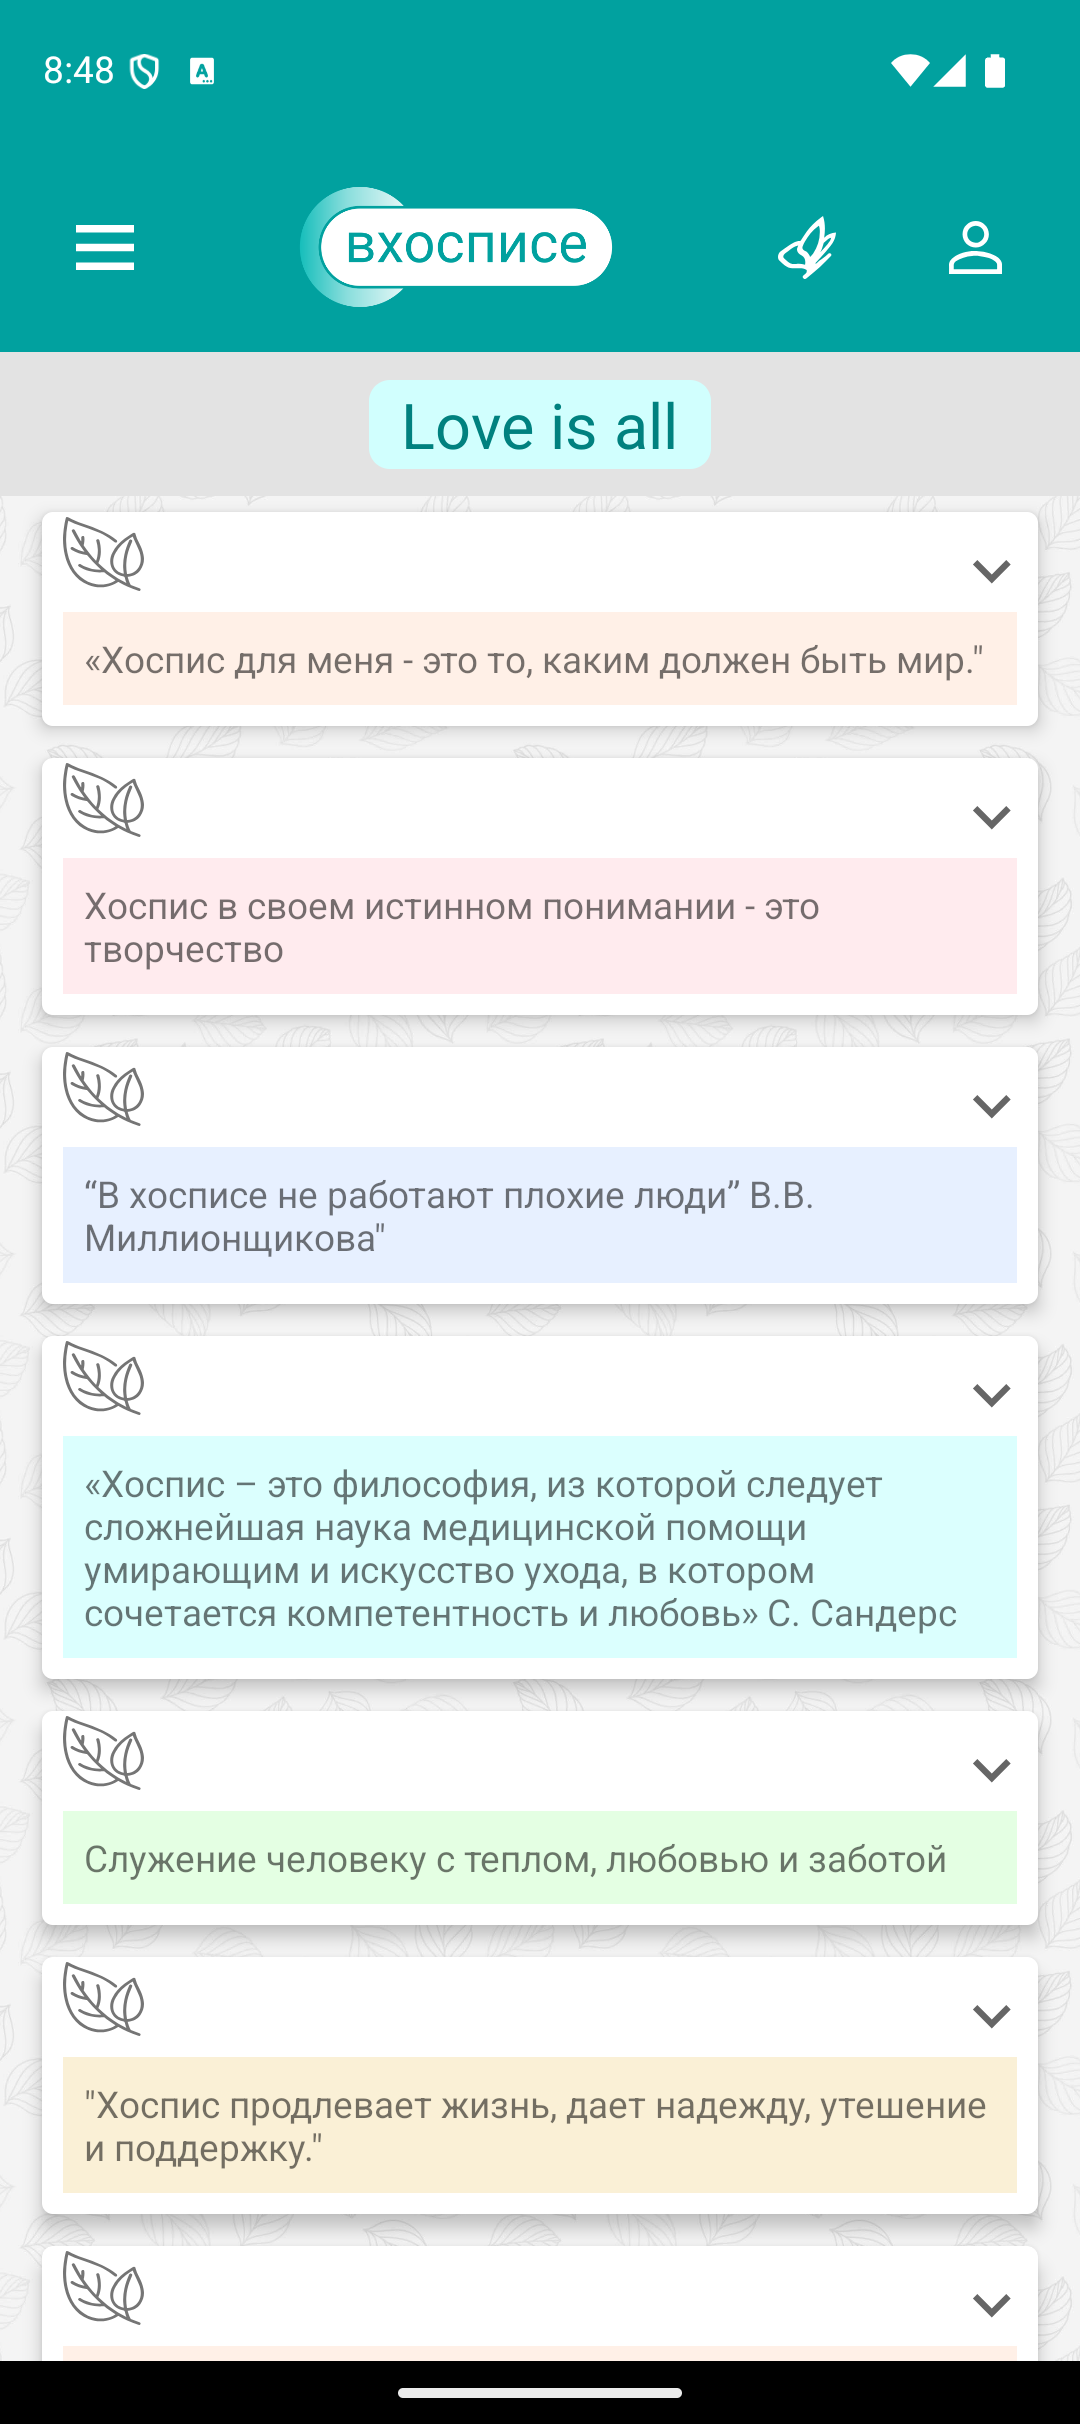 8:48
вхосписе
Love is all
«Хоспис для меня - это то, каким должен быть мир."
Хоспис в своем истинном понимании - это
творчество
“В хосписе не работают плохие люди” В.В.
Миллионщикова"
«Хоспис – это философия, из которой следует
сложнейшая наука медицинской помощи
умирающим и искусство ухода, в котором
сочетается компетентность и любовь» С. Сандерс
Служение человеку с теплом, любовью и заботой
"Хоспис продлевает жизнь, дает надежду, утешение
и поддержку."